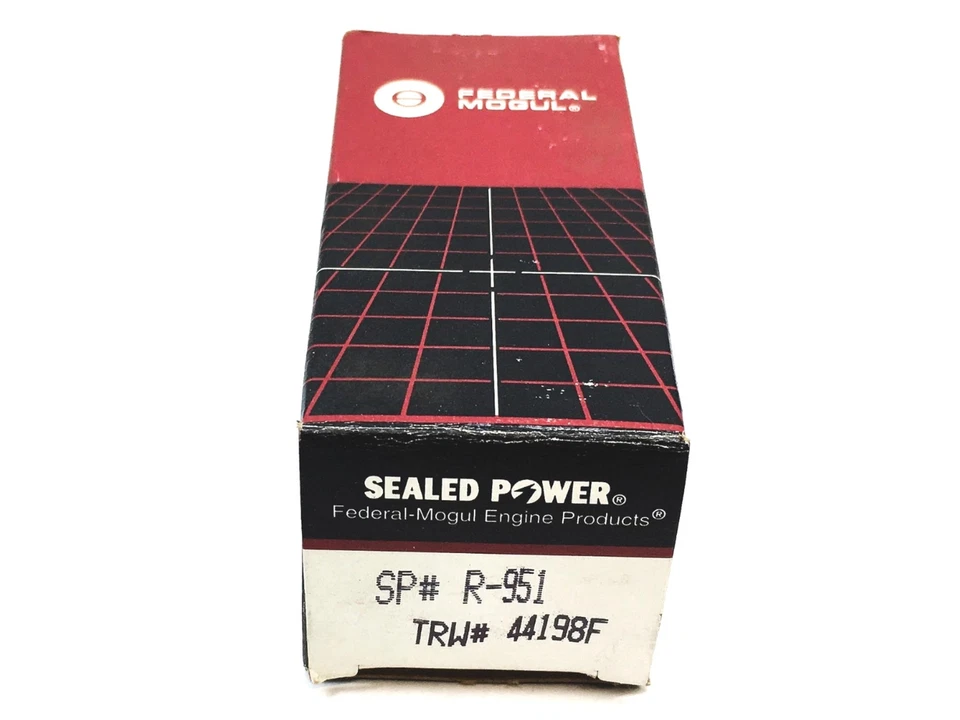 FEDERAL
MOGUL®
SEALED POWER®
Federal-Mogul Engine Products®
SP# R-951
TRW# 44198F